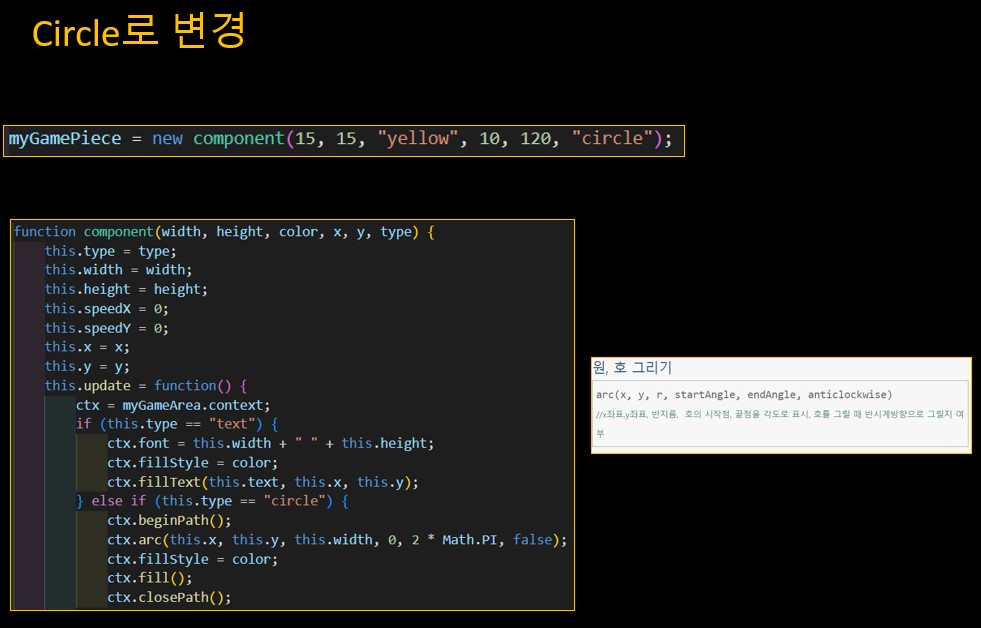 Circle로 변경
myGamePiece = new component(15, 15, "yellow", 10, 120, "circle");
function component(width, height, color, x, y, type) {
this.type = type;
this.width = width;
this.height = height;
this.speedX = 0;
this.speedY = 0;
this.x = x;
this.y = y;
this.update = function() {
ctx = myGameArea.context;
if (this.type == "text") {
ctx.font = this.width + " " + this.height;
ctx.fillStyle = color;
ctx.fillText(this.text, this.x, this.y);
} else if (this.type == "circle") {
ctx.beginPath();
ctx.arc(this.x, this.y, this.width, 0, 2 * Math.PI, false);
ctx.fillStyle = color;
ctx.fill();
ctx.closePath();
원, 호 그리기
arc(x, y, r, startAngle, endAngle, anticlockwise)
//x좌표,y좌표, 반지름, 호의 시작점, 끝점을 각도로 표시, 호를 그릴 때 반시계방향으로 그릴지 여
부